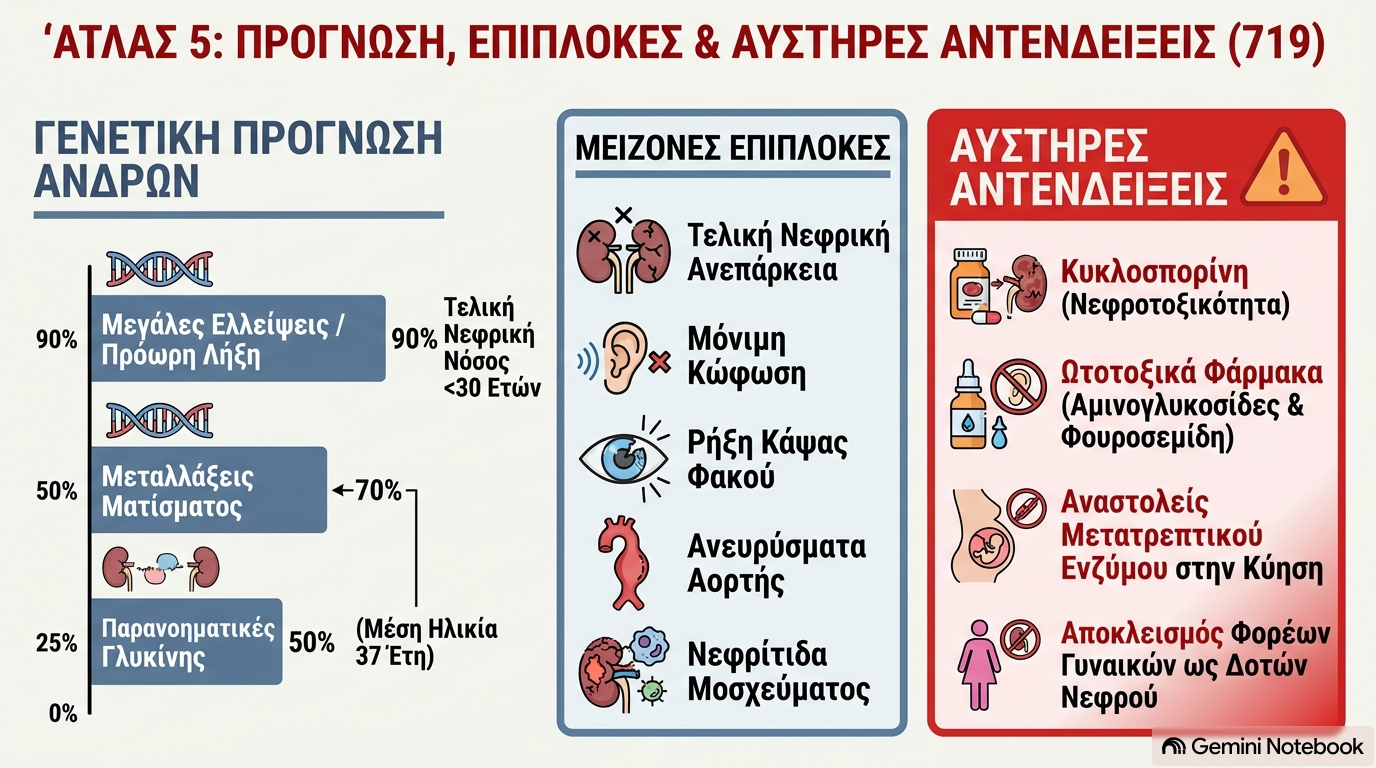 ‘ΑΤΛΑΣ 5: ΠΡΟΓΝΩΣΗ, ΕΠΙΠΛΟΚΕΣ & ΑΥΣΤΗΡΕΣ ΑΝΤΕΝΔΕΙΞΕΙΣ (719)
ΓΕΝΕΤΙΚΗ ΠΡΟΓΝΩΣΗ
ΑΝΔΡΩΝ
90%
Μεγάλες Ελλείψεις /
Πρόωρη Λήξη
90%
Τελική
Νεφρική
Νόσος
<30 Ετών
50%
Μεταλλάξεις
Ματίσματος
70%
25%
Παρανοηματικές
Γλυκίνης
50%
(Μέση Ηλικία
37 Έτη)
0%
ΜΕΙΖΟΝΕΣ ΕΠΙΠΛΟΚΕΣ
Τελική Νεφρική
Ανεπάρκεια
Μόνιμη
Κώφωση
Ρήξη Κάψας
Φακού
Ανευρύσματα
Αορτής
Νεφρίτιδα
Μοσχεύματος
ΑΥΣΤΗΡΕΣ
ΑΝΤΕΝΔΕΙΞΕΙΣ
Κυκλοσπορίνη
(Νεφροτοξικότητα)
Ωτοτοξικά Φάρμακα
(Αμινογλυκοσίδες &
Φουροσεμίδη)
Αναστολείς
Μετατρεπτικού
Ενζύμου στην Κύηση
Αποκλεισμός Φορέων
Γυναικών ως Δοτών
Νεφρού
Gemini Notebook